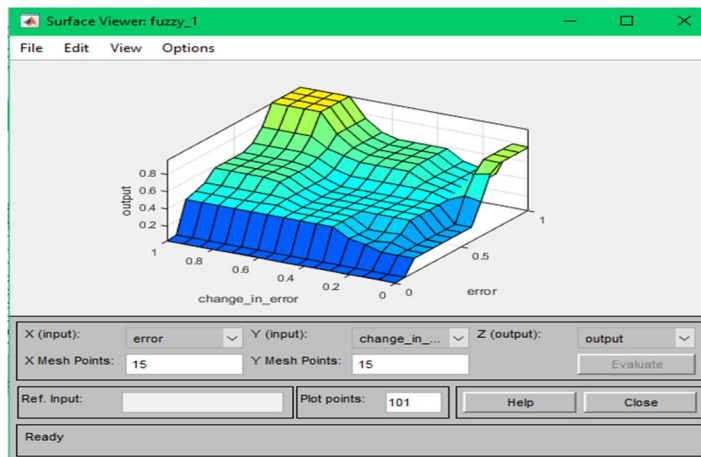 Surface Viewer: fuzzy_1
File Edit View Options
output
0.8
0.6
0.4
0.2
1
0.8
0.6
0.4
0.2
0
change_in_error
0
0.5
1
error
X (input): error Y (input): change_in_... Z (output): output
X Mesh Points: 15 Y Mesh Points: 15 Evaluate
Ref. Input: Plot points: 101 Help Close
Ready